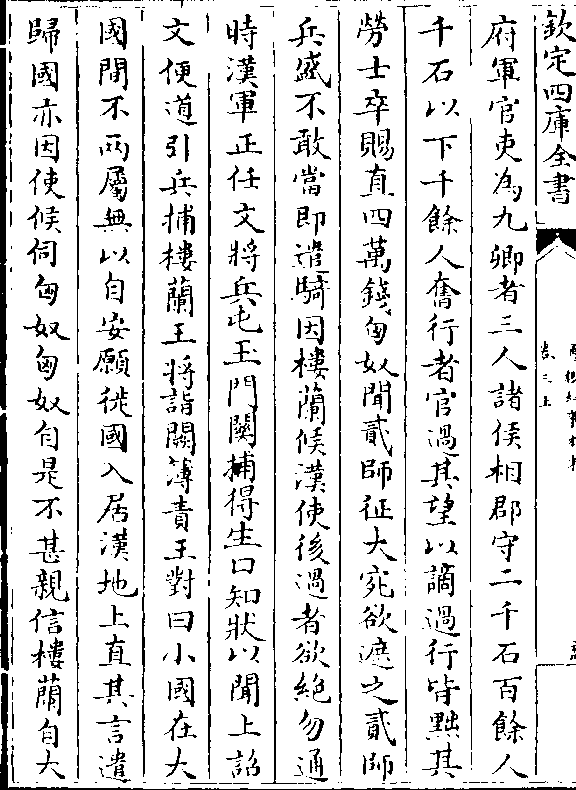 欽定四庫全書
卷三上
府軍官吏為九卿者三人諸侯相郡守二千石百餘人
千石以下千餘人奮行者官過其望以謫過行皆黜其
勞士卒賜直四萬錢匈奴聞貳師征大宛欲遮之貳師
兵盛不敢當即遣騎因樓蘭候漢使後過者欲絶勿通
時漢軍正任文將兵屯玉門關捕得生口知狀以聞上詔
文便道引兵捕樓蘭王將詣闕簿責王對曰小國在大
國間不兩屬無以自安願徙國入居漢地上直其言遣
歸國亦因使候伺匈奴匈奴自是不甚親信樓蘭自大